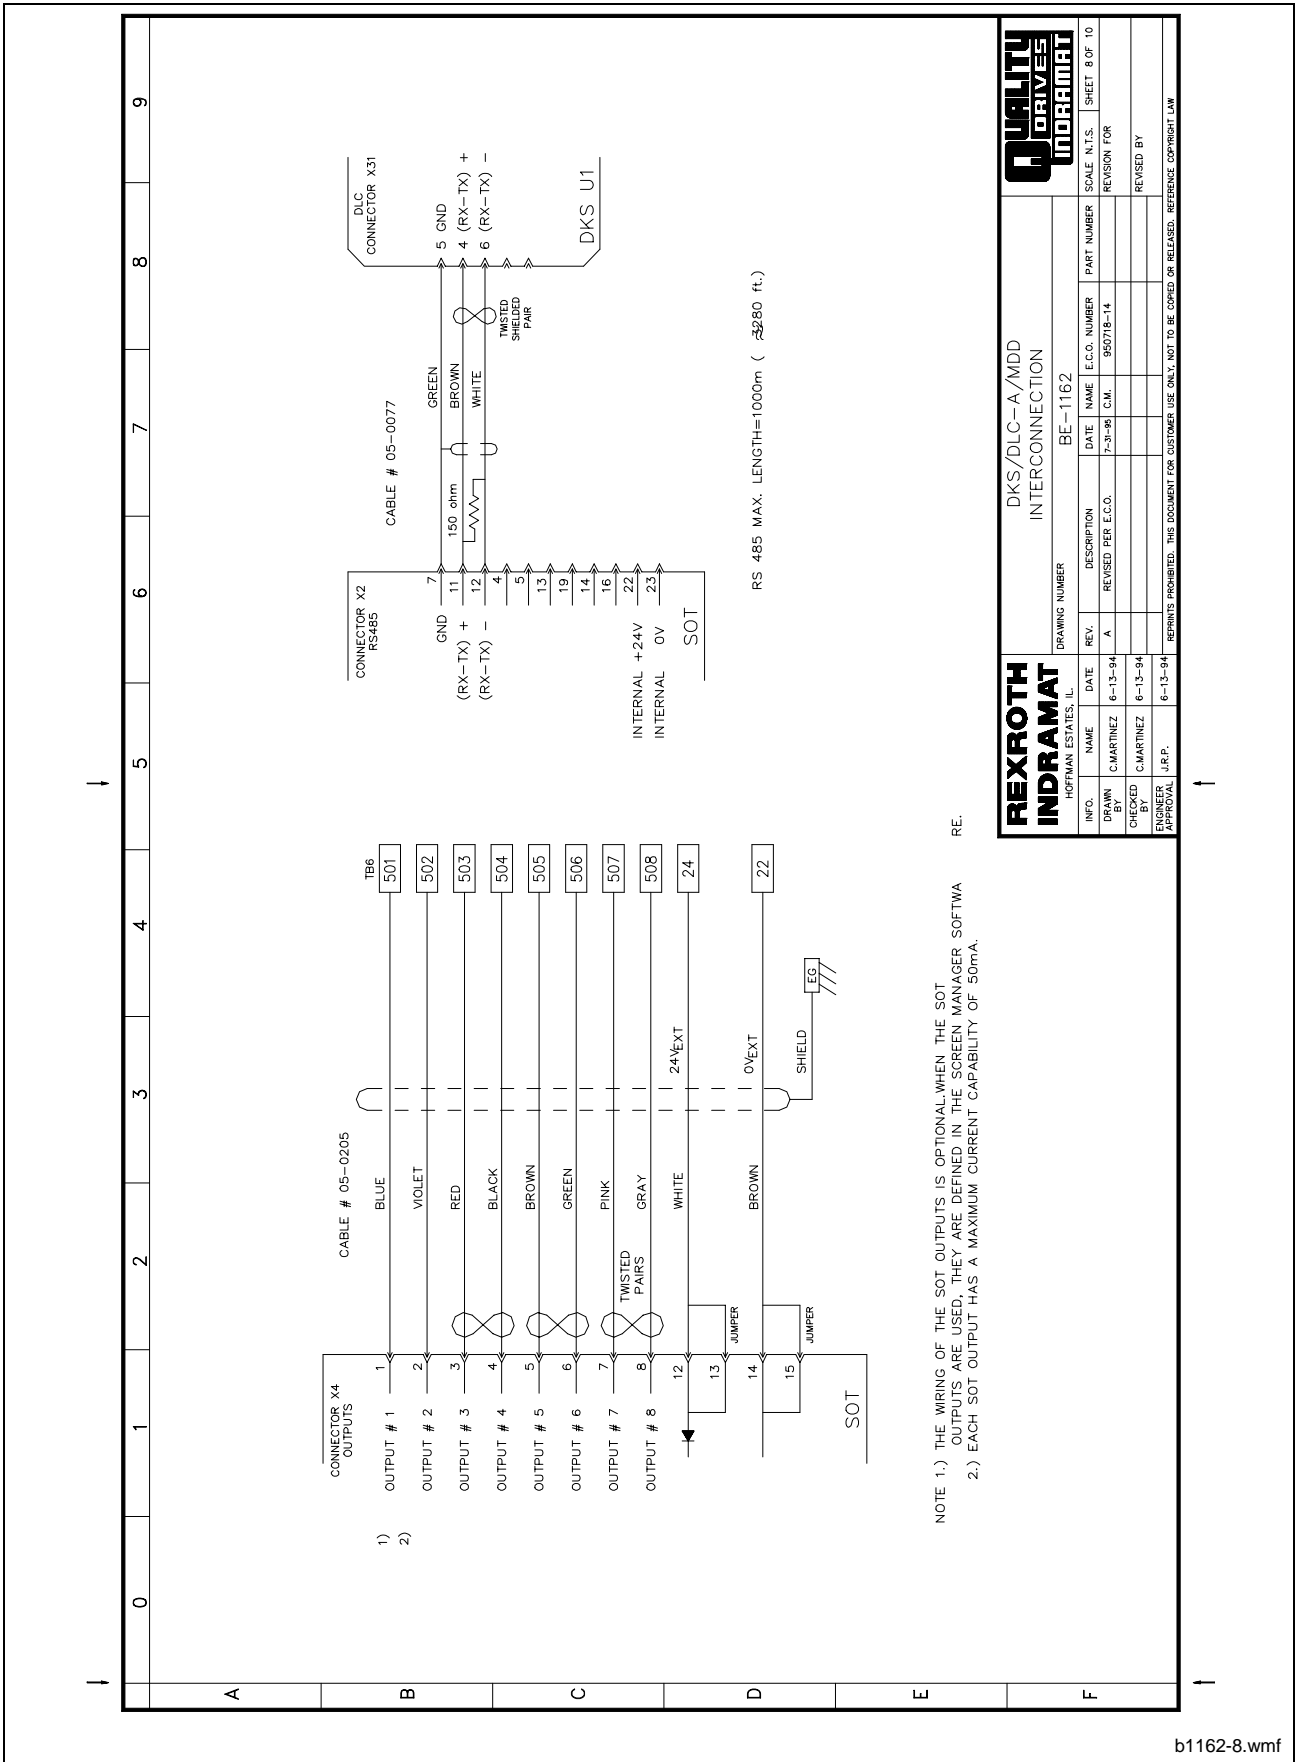 0
1
2
3
4
5
6
7
8
9
A
B
C
D
E
F
1)
2)
CONNECTOR X4
OUTPUTS
OUTPUT # 1
OUTPUT # 2
OUTPUT # 3
OUTPUT # 4
OUTPUT # 5
OUTPUT # 6
OUTPUT # 7
OUTPUT # 8
1
2
3
4
5
6
7
8
12
13
14
15
SOT
JUMPER
JUMPER
TWISTED
PAIRS
CABLE # 05-0205
BLUE
VIOLET
RED
BLACK
BROWN
GREEN
PINK
GRAY
WHITE
BROWN
24VEXT
0VEXT
SHIELD
EG
TB6
501
502
503
504
505
506
507
508
24
22
CONNECTOR X2
RS485
GND
(RX-TX) +
(RX-TX) -
INTERNAL +24V
INTERNAL 0V
7
11
12
4
5
13
19
14
16
22
23
SOT
150 ohm
CABLE # 05-0077
GREEN
BROWN
WHITE
TWISTED
SHIELDED
PAIR
DLC
CONNECTOR X31
5 GND
4 (RX-TX) +
6 (RX-TX) -
DKS U1
RS 485 MAX. LENGTH=1000m ( ≈3280 ft.)
NOTE 1.) THE WIRING OF THE SOT OUTPUTS IS OPTIONAL.WHEN THE SOT
OUTPUTS ARE USED, THEY ARE DEFINED IN THE SCREEN MANAGER SOFTWA RE.
2.) EACH SOT OUTPUT HAS A MAXIMUM CURRENT CAPABILITY OF 50mA.
REXROTH
INDRAMAT
HOFFMAN ESTATES, IL.
DKS/DLC-A/MDD
INTERCONNECTION
DRAWING NUMBER BE-1162
QUALITY
DRIVES
INDRAMAT
INFO. NAME DATE REV. DESCRIPTION DATE NAME E.C.O. NUMBER PART NUMBER SCALE N.T.S. SHEET 8 OF 10
DRAWN BY C.MARTINEZ 6-13-94 A REVISED PER E.C.O. 7-31-95 C.M. 950718-14 REVISION FOR
CHECKED BY C.MARTINEZ 6-13-94 REVISED BY
ENGINEER APPROVAL J.R.P. 6-13-94
REPRINTS PROHIBITED. THIS DOCUMENT FOR CUSTOMER USE ONLY, NOT TO BE COPIED OR RELEASED. REFERENCE COPYRIGHT LAW
b1162-8.wmf